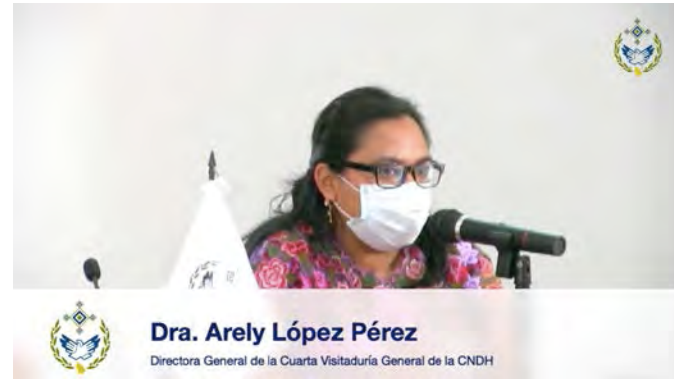 Dra. Arely López Pérez
Directora General de la Cuarta Visitaduría General de la CNDH